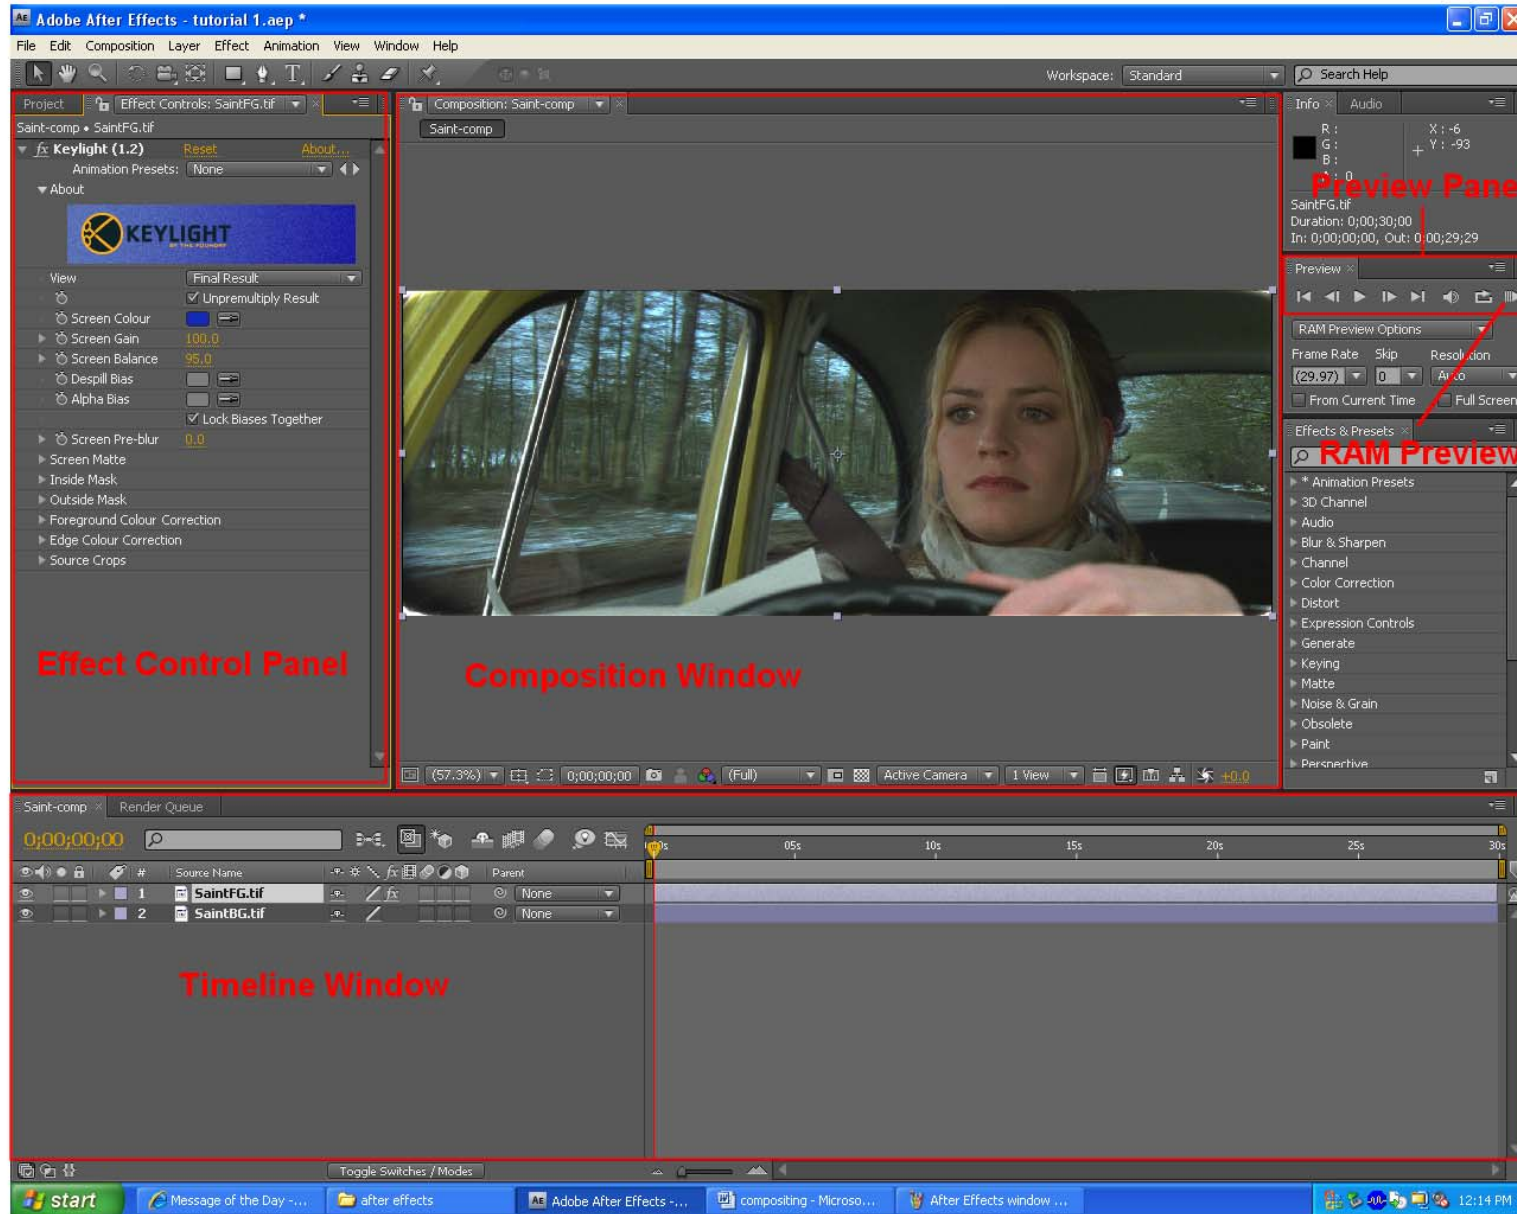 Adobe After Effects - tutorial 1.aep *
File Edit Composition Layer Effect Animation View Window Help
Workspace: Standard
Search Help
Project
Effect Controls: SaintFG.tif
Saint-comp • SaintFG.tif
fx Keylight (1.2) Reset About...
Animation Presets: None
About
KEYLIGHT
BY THE FOUNDRY
View Final Result
Unpremultiply Result
Screen Colour
Screen Gain 100.0
Screen Balance 95.0
Despill Bias
Alpha Bias
Lock Biases Together
Screen Pre-blur 0.0
Screen Matte
Inside Mask
Outside Mask
Foreground Colour Correction
Edge Colour Correction
Source Crops
Effect Control Panel
Composition: Saint-comp
Saint-comp
Composition Window
(57.3%) 0;00;00;00 (Full) Active Camera 1 View +0.0
Info Audio
R : X : -6
G : Y : -93
B :
A : 0
Preview Pane
SaintFG.tif
Duration: 0;00;30;00
In: 0;00;00;00, Out: 0;00;29;29
Preview
RAM Preview Options
Frame Rate Skip Resolution
(29.97) 0 Auto
From Current Time Full Screen
Effects & Presets
RAM Preview
* Animation Presets
3D Channel
Audio
Blur & Sharpen
Channel
Color Correction
Distort
Expression Controls
Generate
Keying
Matte
Noise & Grain
Obsolete
Paint
Perspective
Saint-comp Render Queue
0;00;00;00
05s 10s 15s 20s 25s 30s
# Source Name fx Parent
1 SaintFG.tif fx None
2 SaintBG.tif None
Timeline Window
Toggle Switches / Modes
start Message of the Day -... after effects Adobe After Effects -... compositing - Microso... After Effects window ... 12:14 PM